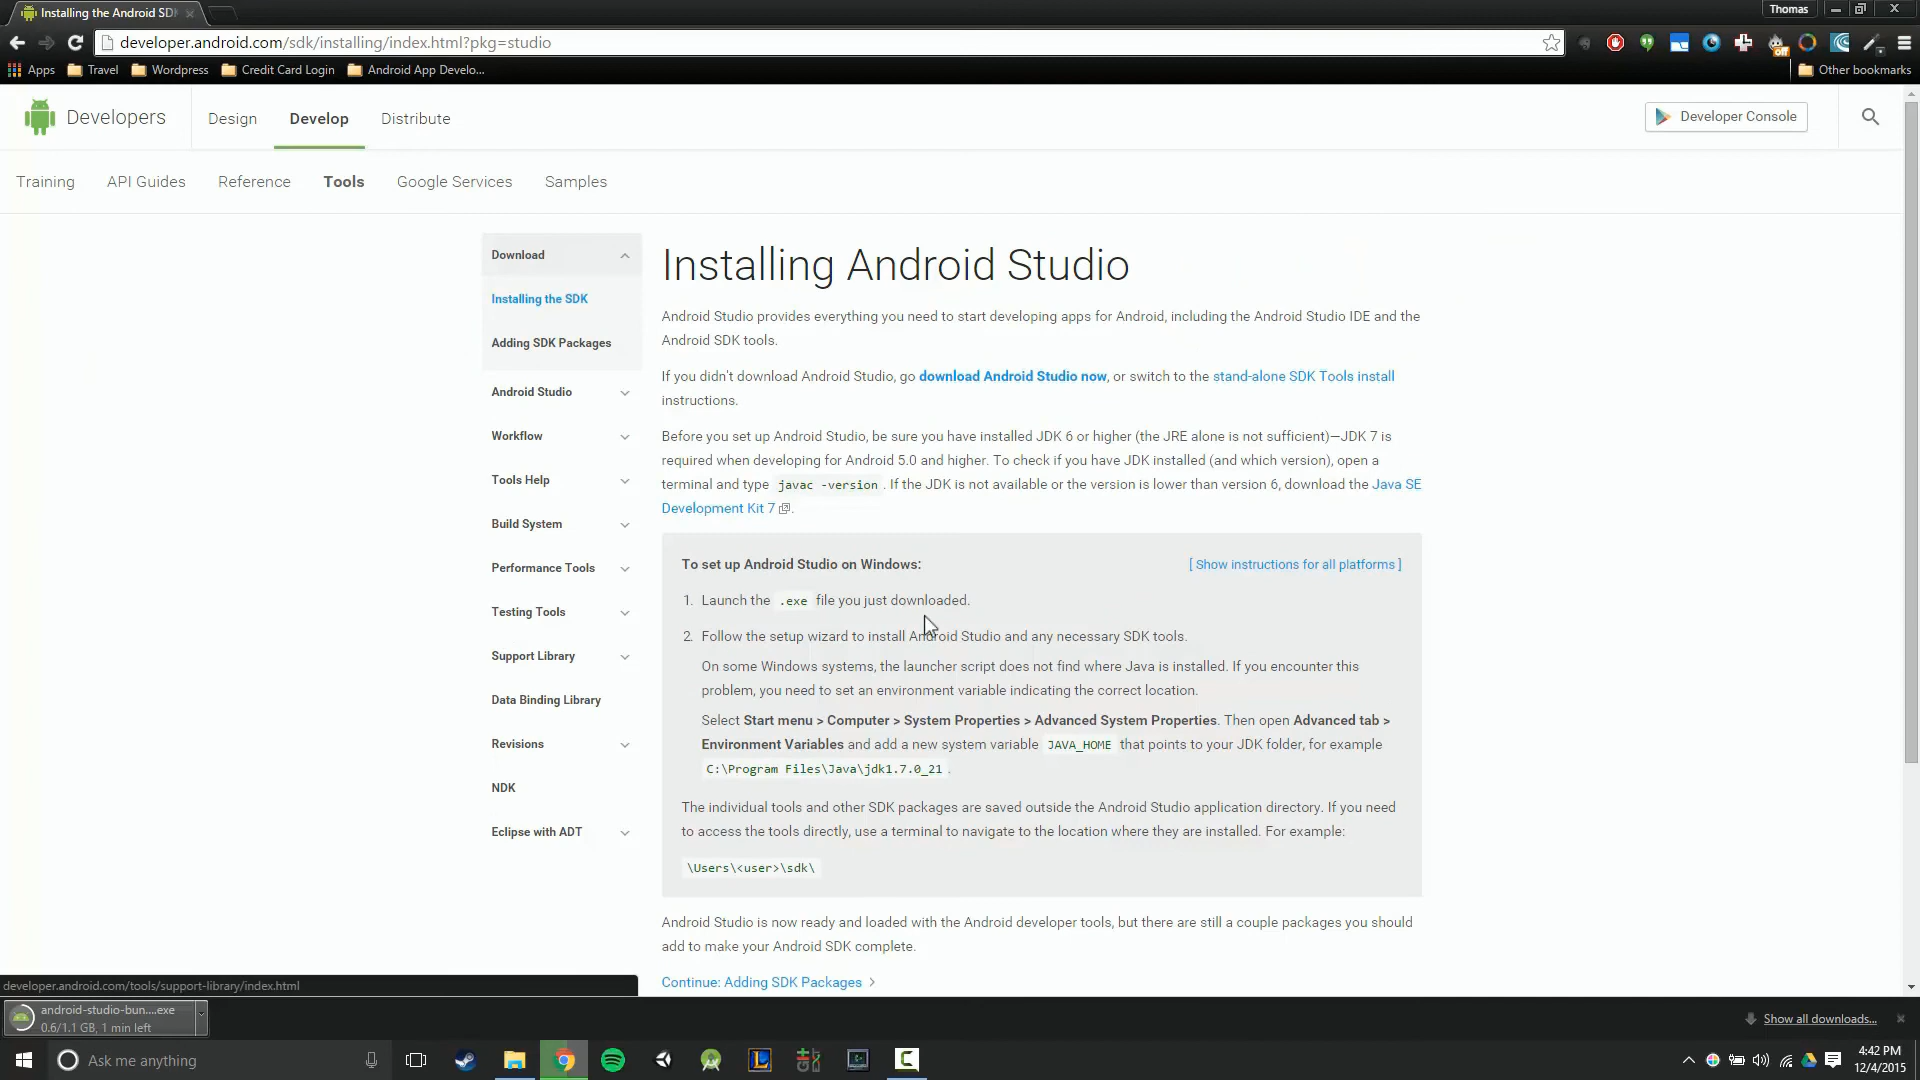 Installing the Android SD
Thomas
developer.android.com/sdk/installing/index.html?pkg=studio
Apps Travel Wordpress Credit Card Login Android App Develo... Other bookmarks
Developers Design Develop Distribute Developer Console
Training API Guides Reference Tools Google Services Samples
Download
Installing the SDK
Adding SDK Packages
Android Studio
Workflow
Tools Help
Build System
Performance Tools
Testing Tools
Support Library
Data Binding Library
Revisions
NDK
Eclipse with ADT
Installing Android Studio
Android Studio provides everything you need to start developing apps for Android, including the Android Studio IDE and the
Android SDK tools.
If you didn't download Android Studio, go download Android Studio now, or switch to the stand-alone SDK Tools install
instructions.
Before you set up Android Studio, be sure you have installed JDK 6 or higher (the JRE alone is not sufficient)—JDK 7 is
required when developing for Android 5.0 and higher. To check if you have JDK installed (and which version), open a
terminal and type javac -version . If the JDK is not available or the version is lower than version 6, download the Java SE
Development Kit 7 .
To set up Android Studio on Windows: [ Show instructions for all platforms ]
1. Launch the .exe file you just downloaded.
2. Follow the setup wizard to install Android Studio and any necessary SDK tools.
On some Windows systems, the launcher script does not find where Java is installed. If you encounter this
problem, you need to set an environment variable indicating the correct location.
Select Start menu > Computer > System Properties > Advanced System Properties. Then open Advanced tab >
Environment Variables and add a new system variable JAVA_HOME that points to your JDK folder, for example
C:\Program Files\Java\jdk1.7.0_21 .
The individual tools and other SDK packages are saved outside the Android Studio application directory. If you need
to access the tools directly, use a terminal to navigate to the location where they are installed. For example:
\Users\<user>\sdk\
Android Studio is now ready and loaded with the Android developer tools, but there are still a couple packages you should
add to make your Android SDK complete.
Continue: Adding SDK Packages
developer.android.com/tools/support-library/index.html
android-studio-bun....exe
0.6/1.1 GB, 1 min left
Show all downloads...
Ask me anything
4:42 PM
12/4/2015